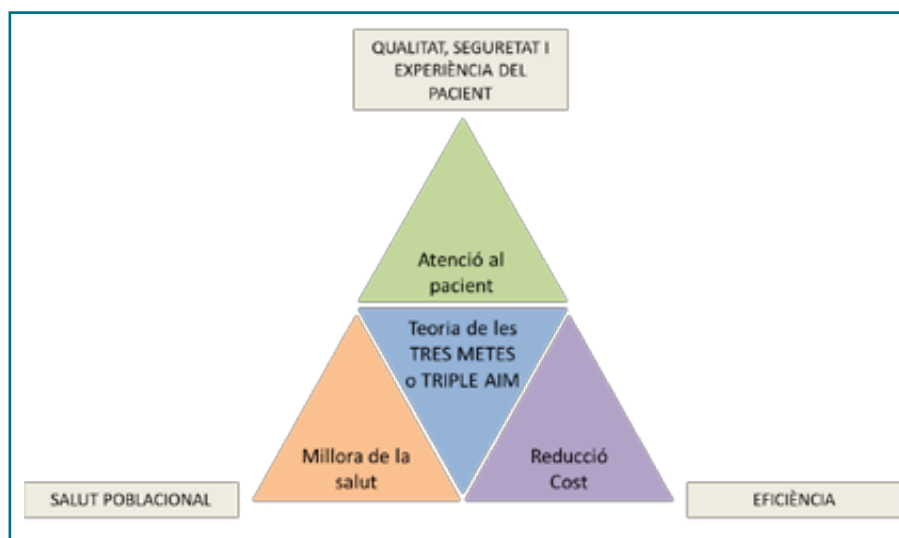 QUALITAT, SEGURETAT I
EXPERIÈNCIA DEL
PACIENT
Atenció al
pacient
Teoria de les
TRES METES
o TRIPLE AIM
Millora de la
salut
Reducció
Cost
SALUT POBLACIONAL
EFICIÈNCIA